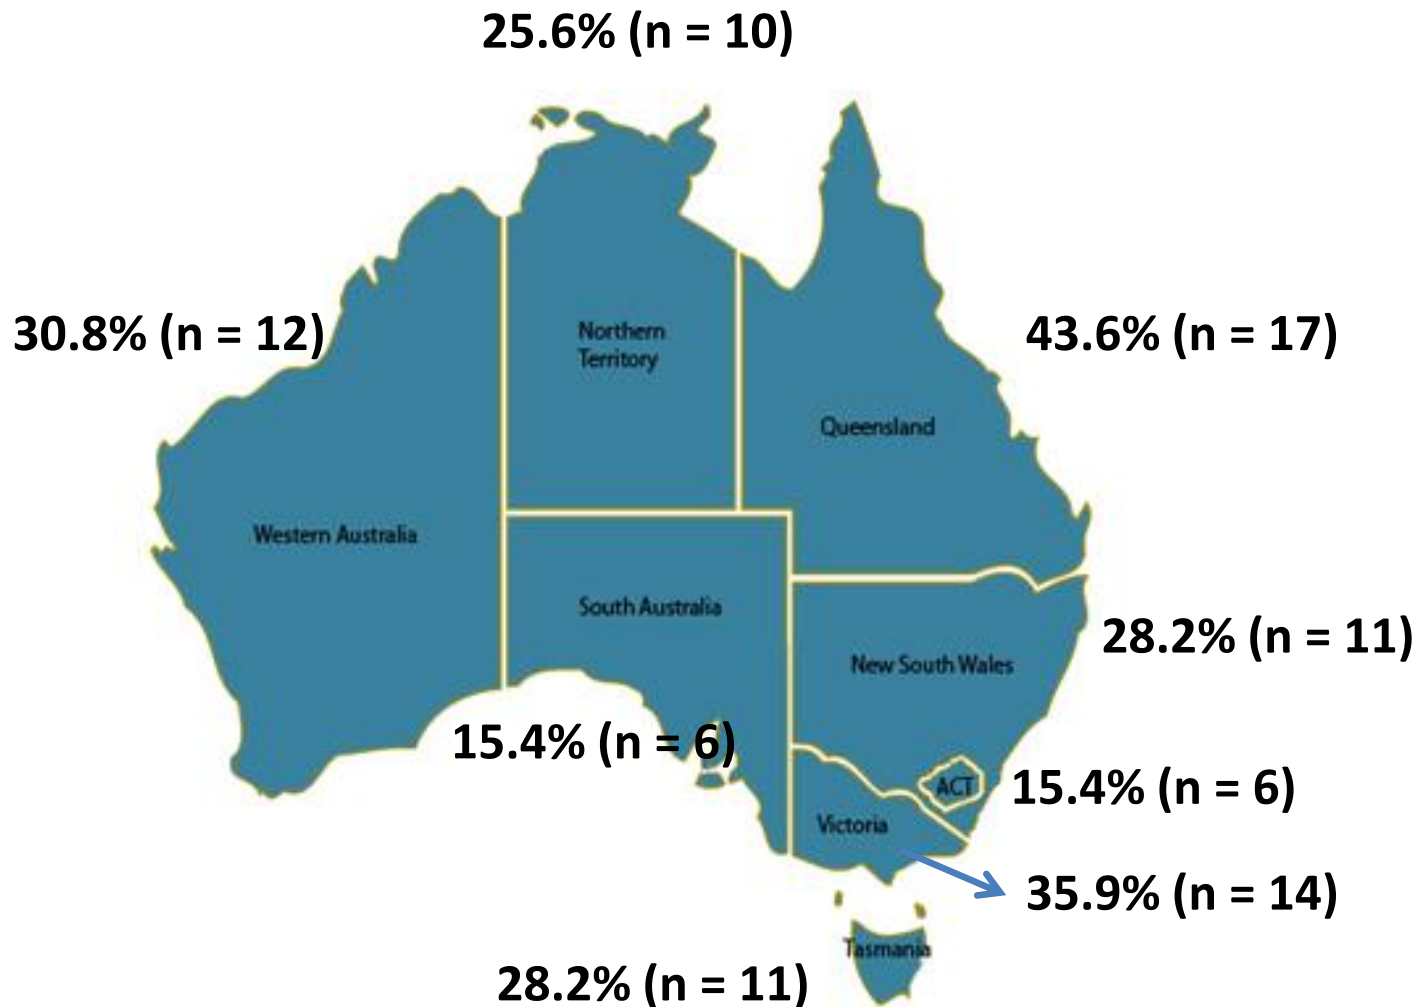 25.6% (n = 10)
30.8% (n = 12)
Northern
Territory
43.6% (n = 17)
Queensland
Western Australia
South Australia
28.2% (n = 11)
New South Wales
15.4% (n = 6)
ACT
15.4% (n = 6)
Victoria
35.9% (n = 14)
Tasmania
28.2% (n = 11)